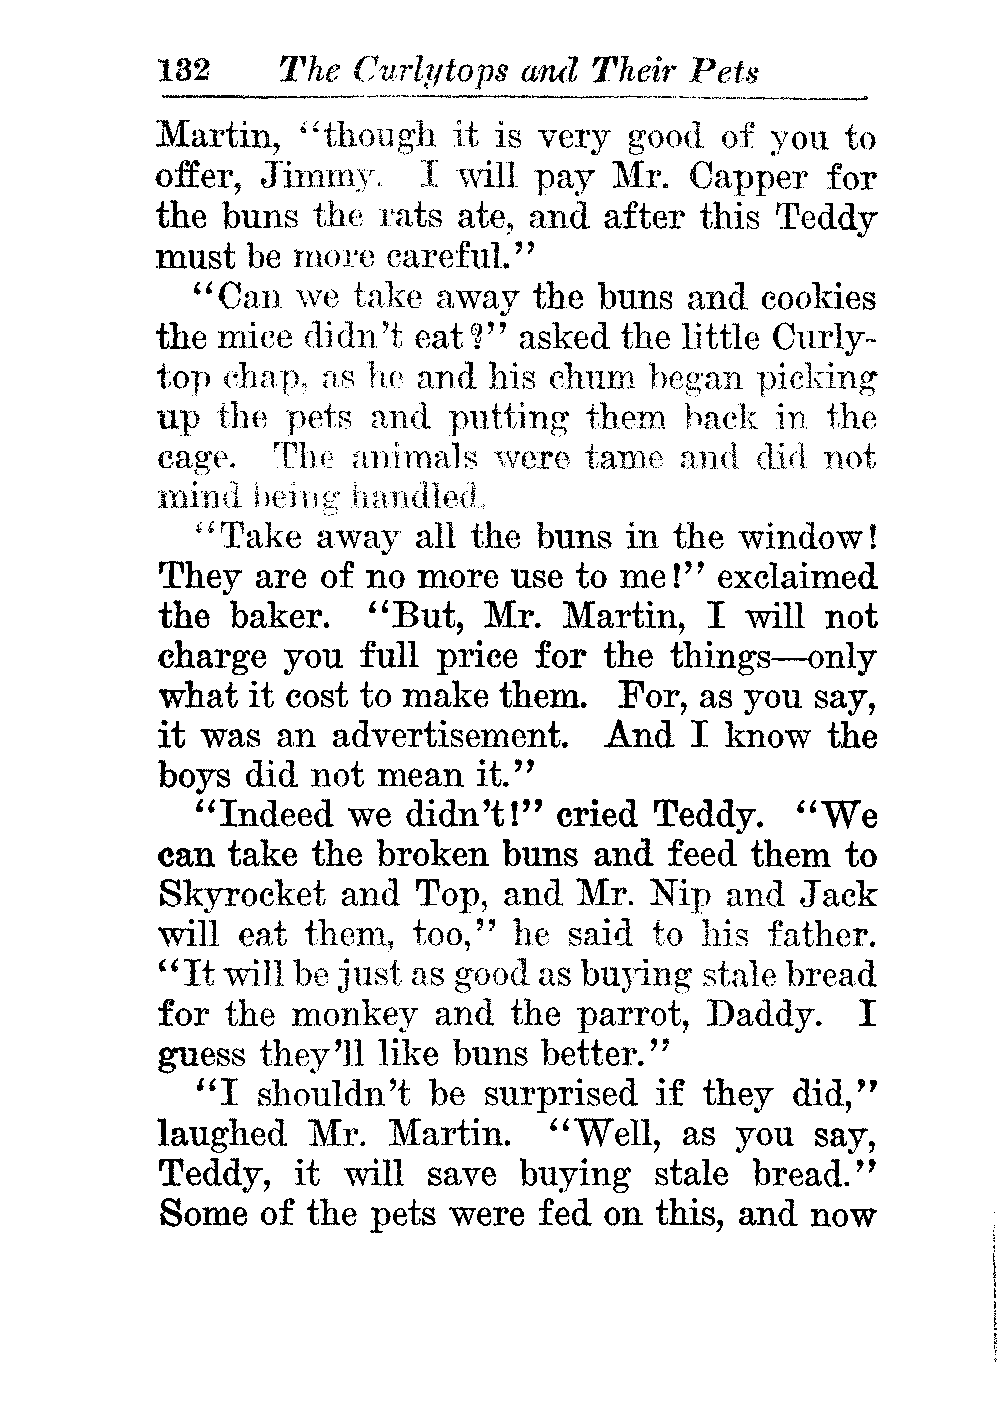 132 The Curlytops and Their Pets
Martin, “though it is very good of you to
offer, Jimmy. I will pay Mr. Capper for
the buns the rats ate, and after this Teddy
must be more careful.”
“Can we take away the buns and cookies
the mice didn’t eat?” asked the little Curly-
top chap, as he and his chum began picking
up the pets and putting them back in the
cage. The animals were tame and did not
mind being handled.
“Take away all the buns in the window!
They are of no more use to me!” exclaimed
the baker. “But, Mr. Martin, I will not
charge you full price for the things—only
what it cost to make them. For, as you say,
it was an advertisement. And I know the
boys did not mean it.”
“Indeed we didn’t!” cried Teddy. “We
can take the broken buns and feed them to
Skyrocket and Top, and Mr. Nip and Jack
will eat them, too,” he said to his father.
“It will be just as good as buying stale bread
for the monkey and the parrot, Daddy. I
guess they’ll like buns better.”
“I shouldn’t be surprised if they did,”
laughed Mr. Martin. “Well, as you say,
Teddy, it will save buying stale bread.”
Some of the pets were fed on this, and now